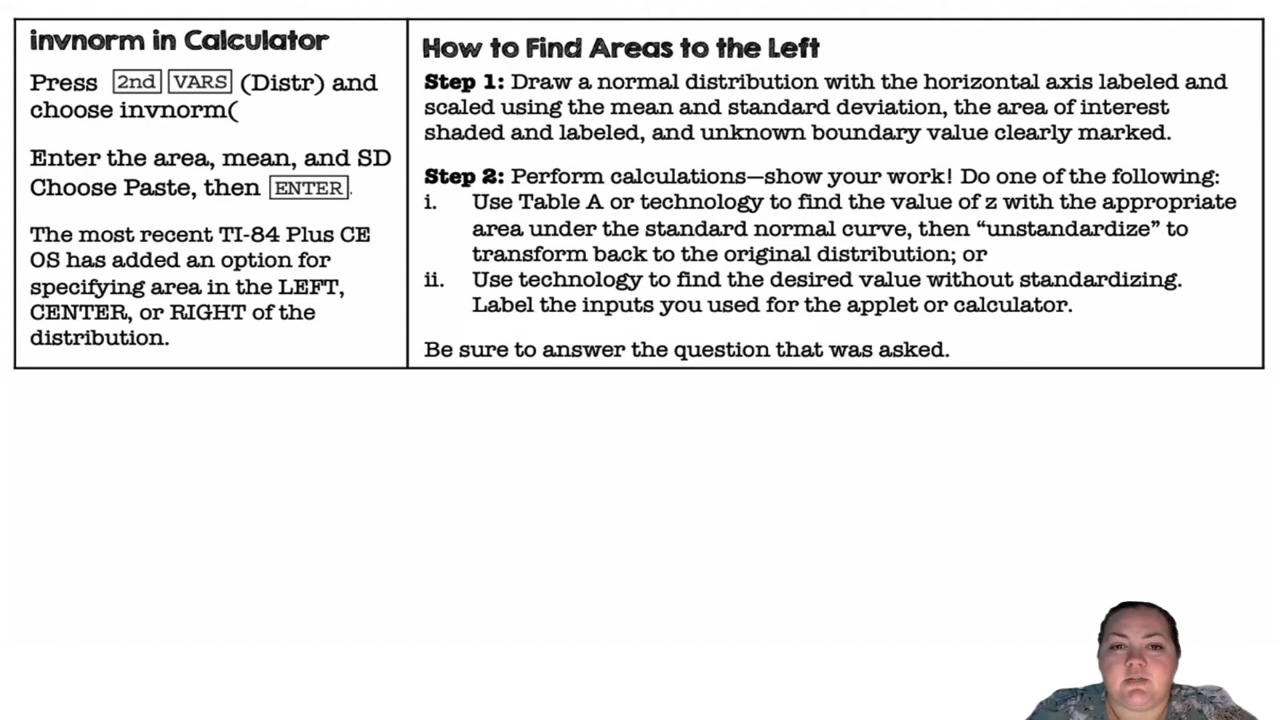 invnorm in Calculator
Press 2nd VARS (Distr) and
choose invnorm(
Enter the area, mean, and SD
Choose Paste, then ENTER.
The most recent TI-84 Plus CE
OS has added an option for
specifying area in the LEFT,
CENTER, or RIGHT of the
distribution.
How to Find Areas to the Left
Step 1: Draw a normal distribution with the horizontal axis labeled and
scaled using the mean and standard deviation, the area of interest
shaded and labeled, and unknown boundary value clearly marked.
Step 2: Perform calculations—show your work! Do one of the following:
i. Use Table A or technology to find the value of z with the appropriate
area under the standard normal curve, then “unstandardize” to
transform back to the original distribution; or
ii. Use technology to find the desired value without standardizing.
Label the inputs you used for the applet or calculator.
Be sure to answer the question that was asked.